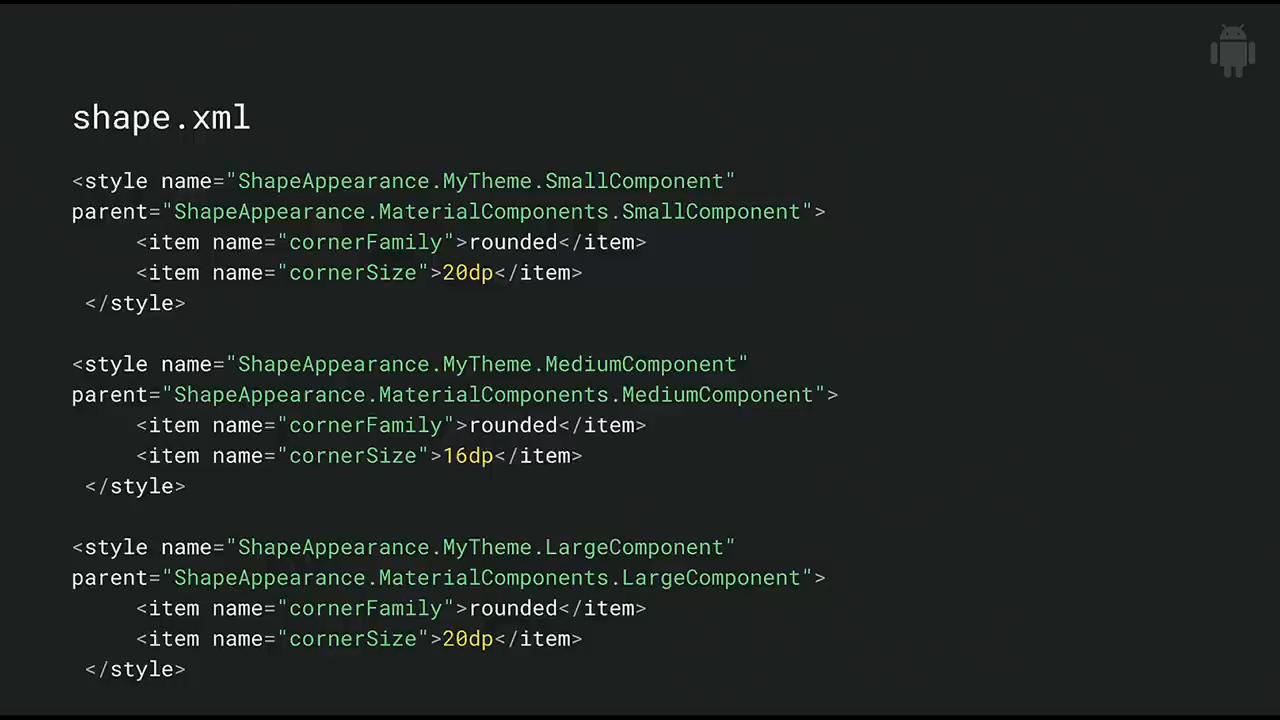 shape.xml
<style name="ShapeAppearance.MyTheme.SmallComponent"
parent="ShapeAppearance.MaterialComponents.SmallComponent">
<item name="cornerFamily">rounded</item>
<item name="cornerSize">20dp</item>
</style>
<style name="ShapeAppearance.MyTheme.MediumComponent"
parent="ShapeAppearance.MaterialComponents.MediumComponent">
<item name="cornerFamily">rounded</item>
<item name="cornerSize">16dp</item>
</style>
<style name="ShapeAppearance.MyTheme.LargeComponent"
parent="ShapeAppearance.MaterialComponents.LargeComponent">
<item name="cornerFamily">rounded</item>
<item name="cornerSize">20dp</item>
</style>